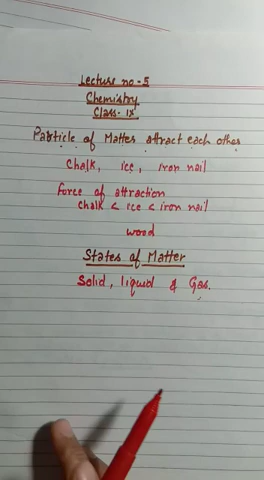 Lecture no-5
Chemistry
Class-IX
Particle of Matter attract each other
Chalk, ice, iron nail
Force of attraction
chalk < ice < iron nail
wood
States of Matter
Solid, liquid & Gas.